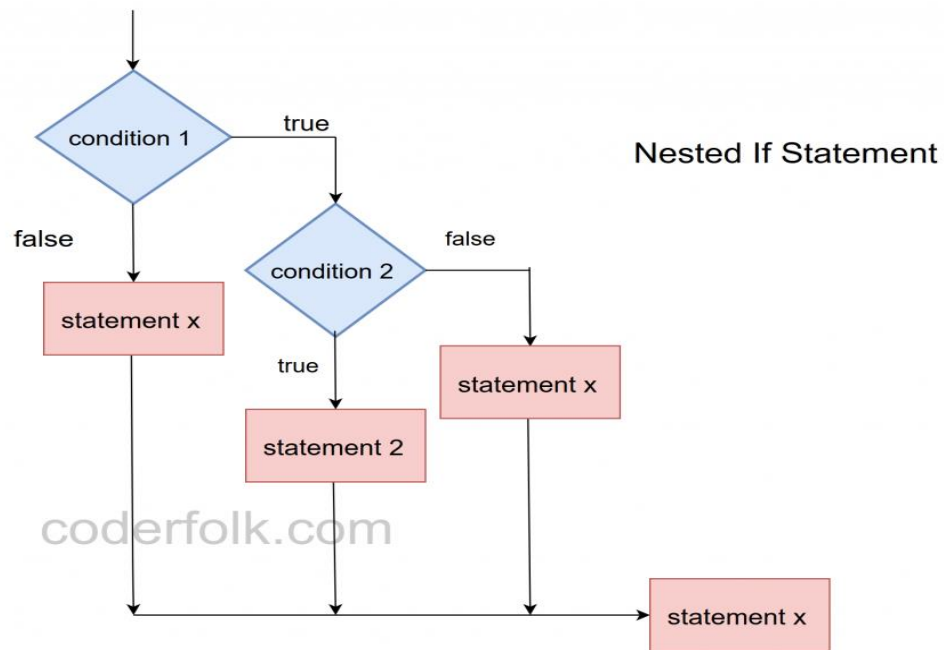 true
condition 1
Nested If Statement
false
false
condition 2
statement x
true
statement x
statement 2
coderfolk.com
statement x